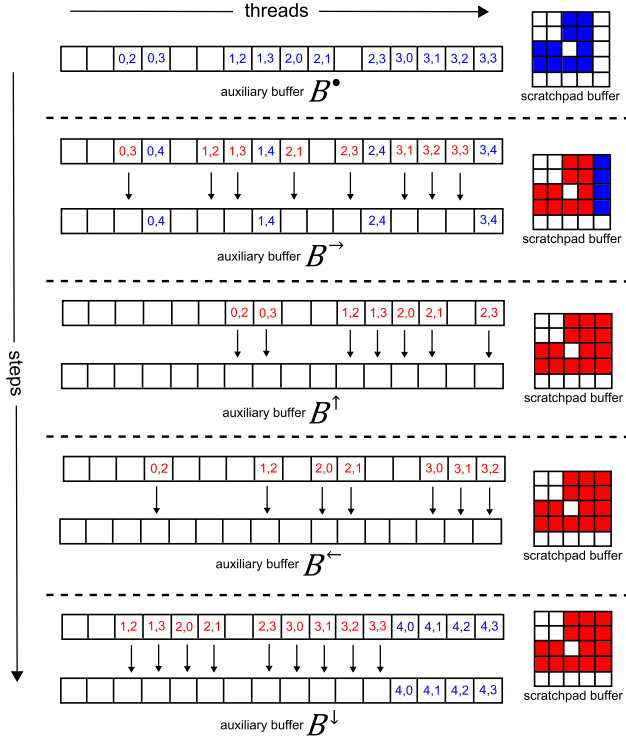 threads
steps
0,2 0,3 1,2 1,3 2,0 2,1 2,3 3,0 3,1 3,2 3,3
auxiliary buffer B•
scratchpad buffer
0,3 0,4 1,2 1,3 1,4 2,1 2,3 2,4 3,1 3,2 3,3 3,4
0,4 1,4 2,4 3,4
auxiliary buffer B→
scratchpad buffer
0,2 0,3 1,2 1,3 2,0 2,1 2,3
auxiliary buffer B↑
scratchpad buffer
0,2 1,2 2,0 2,1 3,0 3,1 3,2
auxiliary buffer B←
scratchpad buffer
1,2 1,3 2,0 2,1 2,3 3,0 3,1 3,2 3,3 4,0 4,1 4,2 4,3
4,0 4,1 4,2 4,3
auxiliary buffer B↓
scratchpad buffer